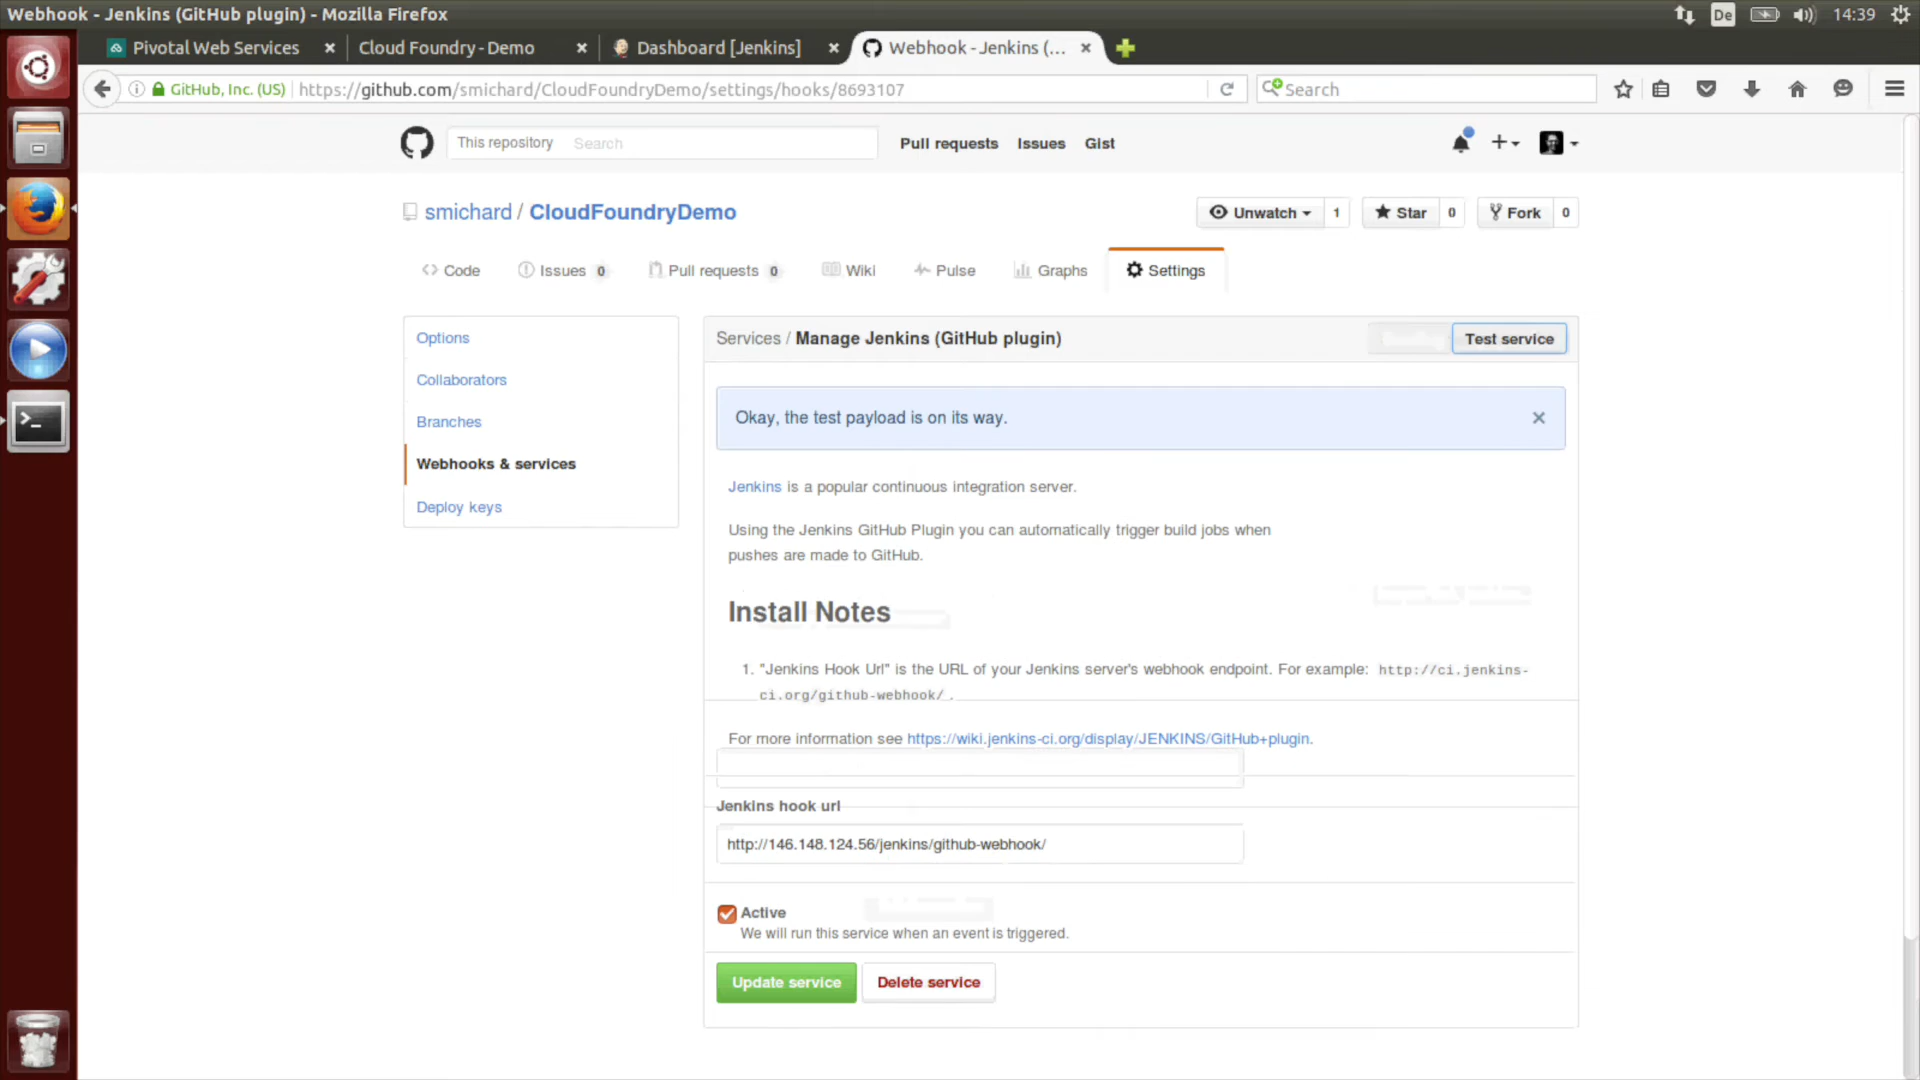 Webhook - Jenkins (GitHub plugin) - Mozilla Firefox
De
14:39
Pivotal Web Services
Cloud Foundry - Demo
Dashboard [Jenkins]
Webhook - Jenkins (...
GitHub, Inc. (US)
https://github.com/smichard/CloudFoundryDemo/settings/hooks/8693107
Search
This repository
Search
Pull requests
Issues
Gist
smichard / CloudFoundryDemo
Unwatch
1
Star
0
Fork
0
Code
Issues 0
Pull requests 0
Wiki
Pulse
Graphs
Settings
Options
Collaborators
Branches
Webhooks & services
Deploy keys
Services / Manage Jenkins (GitHub plugin)
Test service
Okay, the test payload is on its way.
Jenkins is a popular continuous integration server.
Using the Jenkins GitHub Plugin you can automatically trigger build jobs when
pushes are made to GitHub.
Install Notes
1. "Jenkins Hook Url" is the URL of your Jenkins server's webhook endpoint. For example: http://ci.jenkins-
ci.org/github-webhook/ .
For more information see https://wiki.jenkins-ci.org/display/JENKINS/GitHub+plugin.
Jenkins hook url
http://146.148.124.56/jenkins/github-webhook/
Active
We will run this service when an event is triggered.
Update service
Delete service